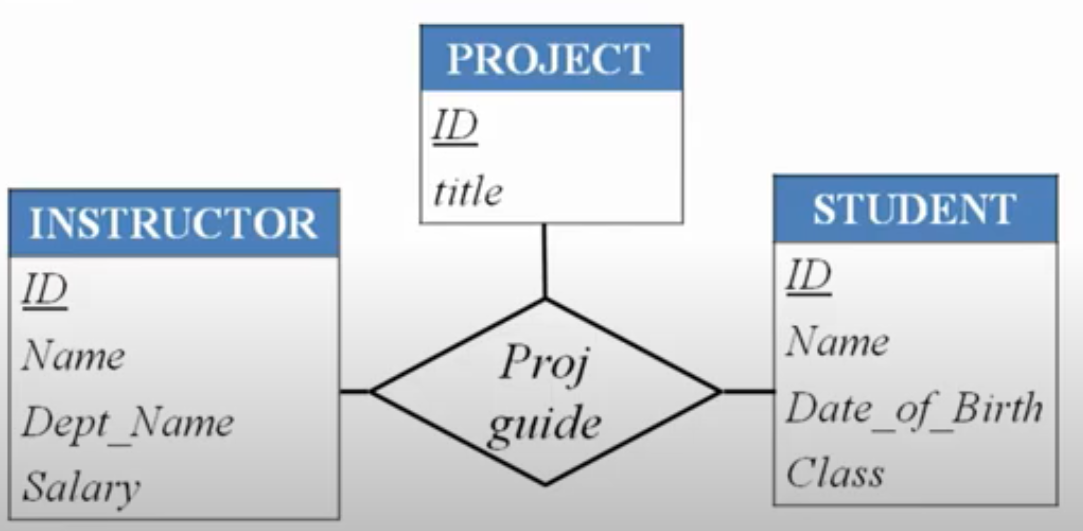 PROJECT
ID
title
INSTRUCTOR
ID
Name
Dept_Name
Salary
Proj
guide
STUDENT
ID
Name
Date_of_Birth
Class